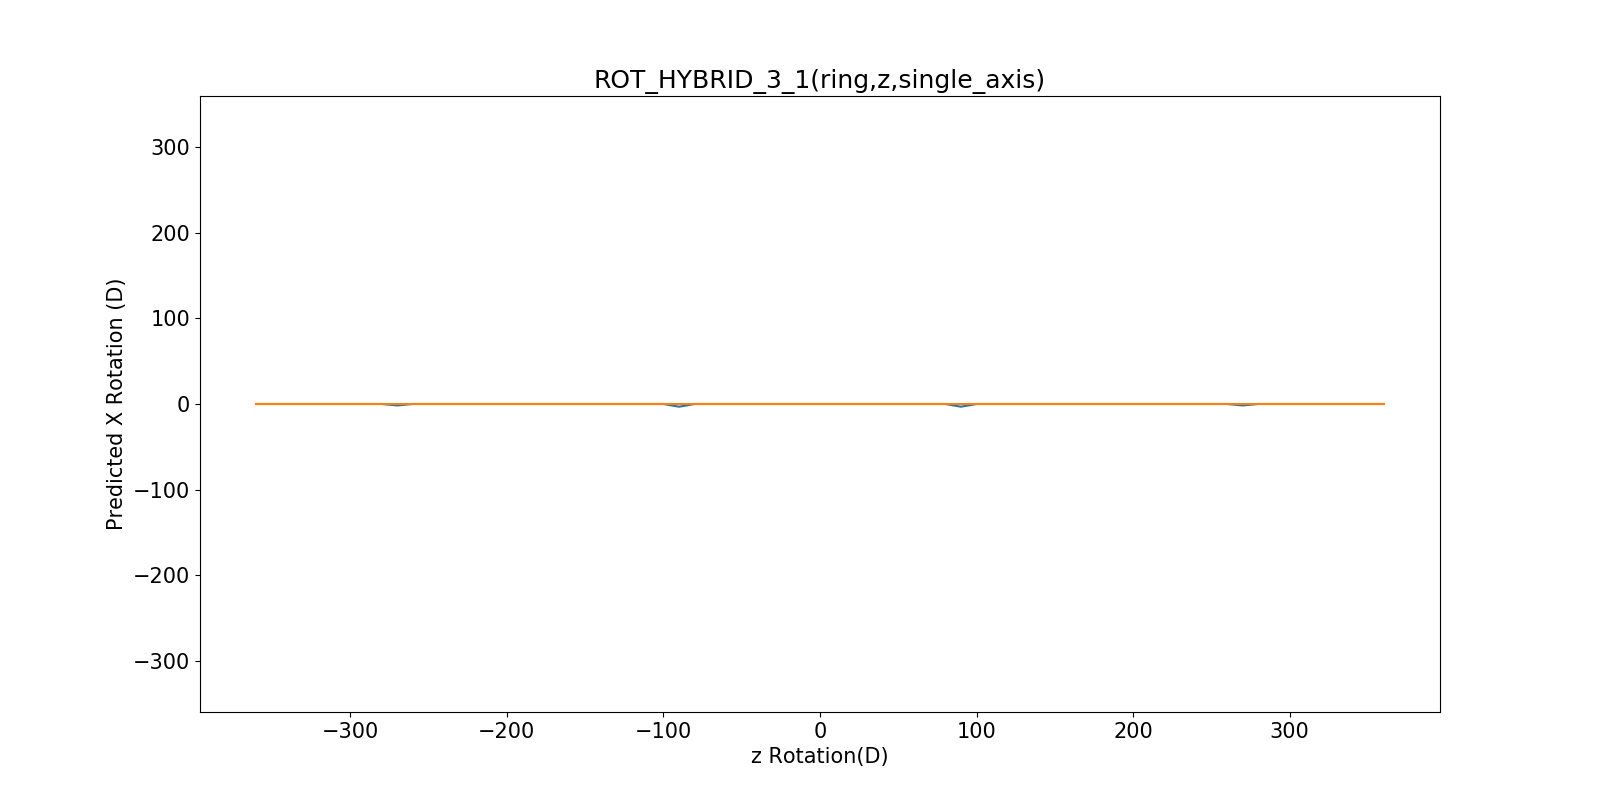 ROT_HYBRID_3_1(ring,z,single_axis)
300
200
100
0
−100
−200
−300
Predicted X Rotation (D)
−300 −200 −100 0 100 200 300
z Rotation(D)